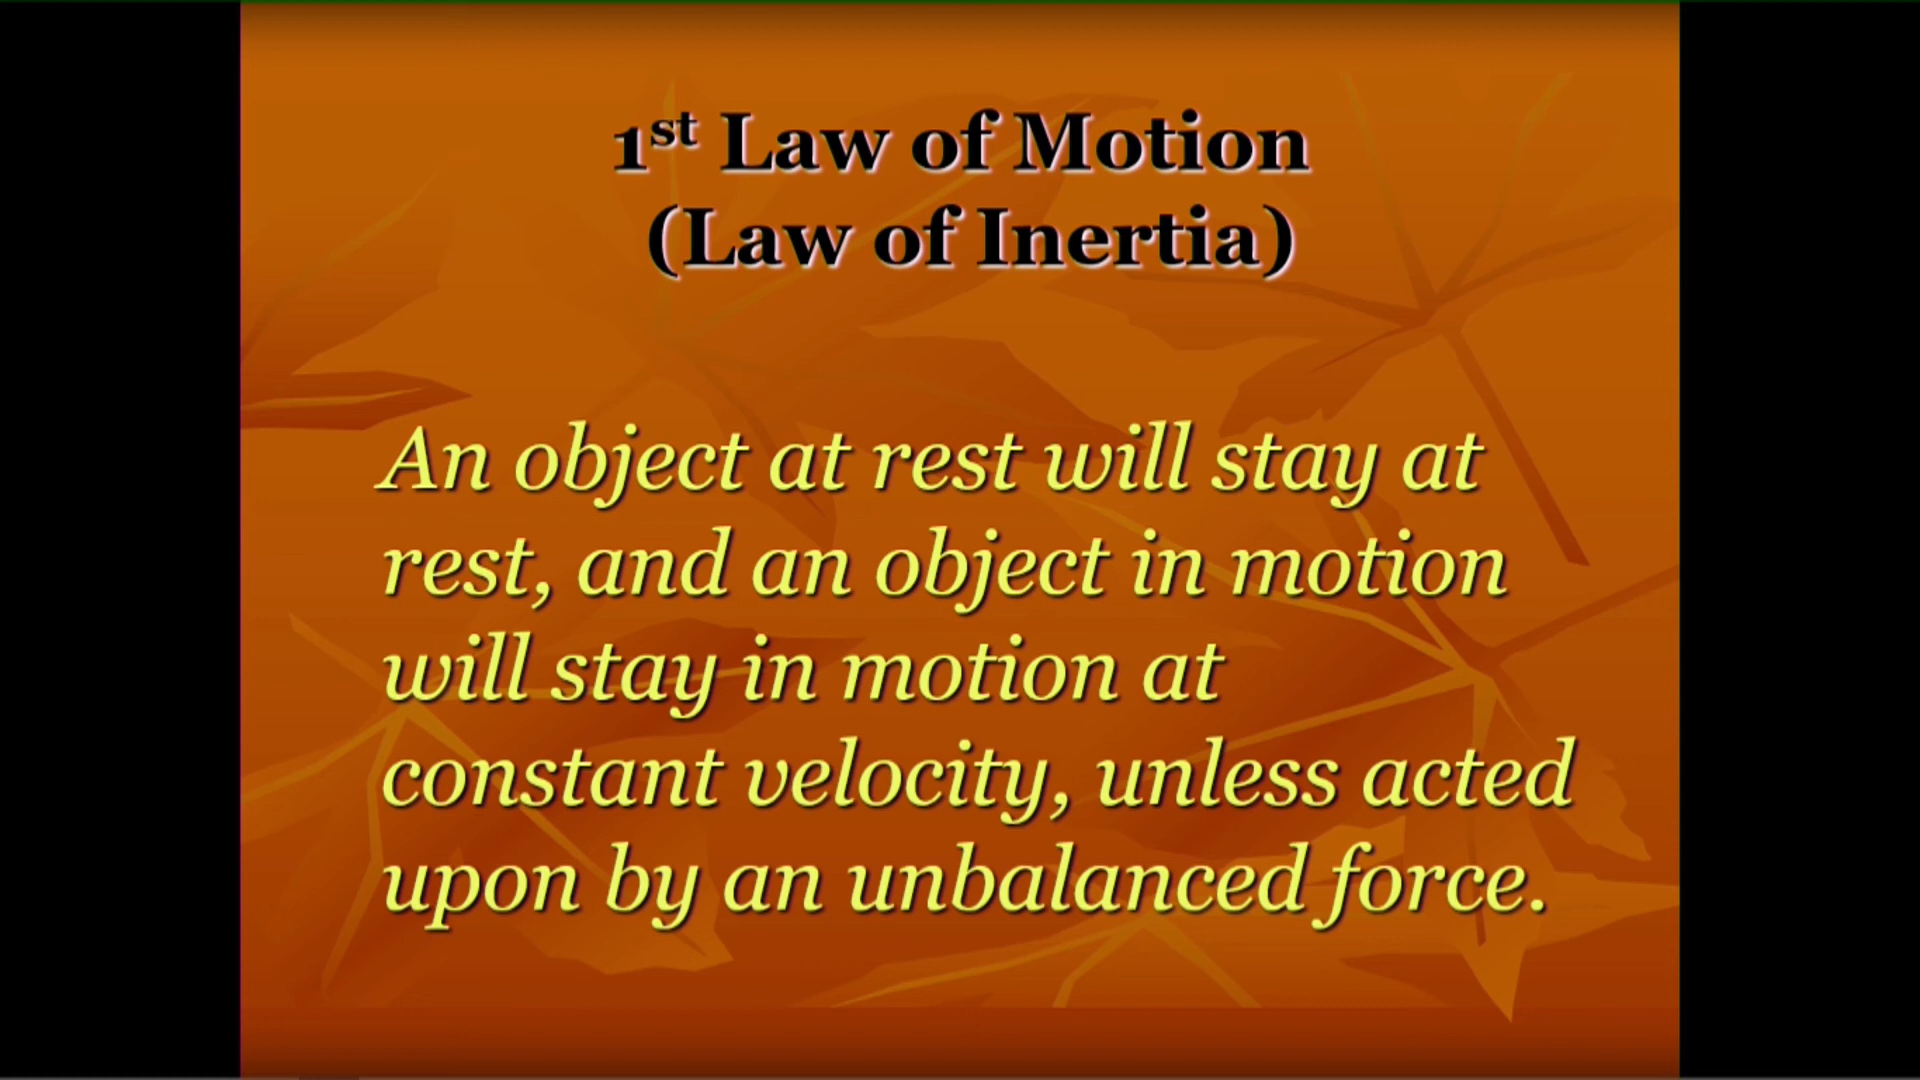 1st Law of Motion
(Law of Inertia)
An object at rest will stay at
rest, and an object in motion
will stay in motion at
constant velocity, unless acted
upon by an unbalanced force.